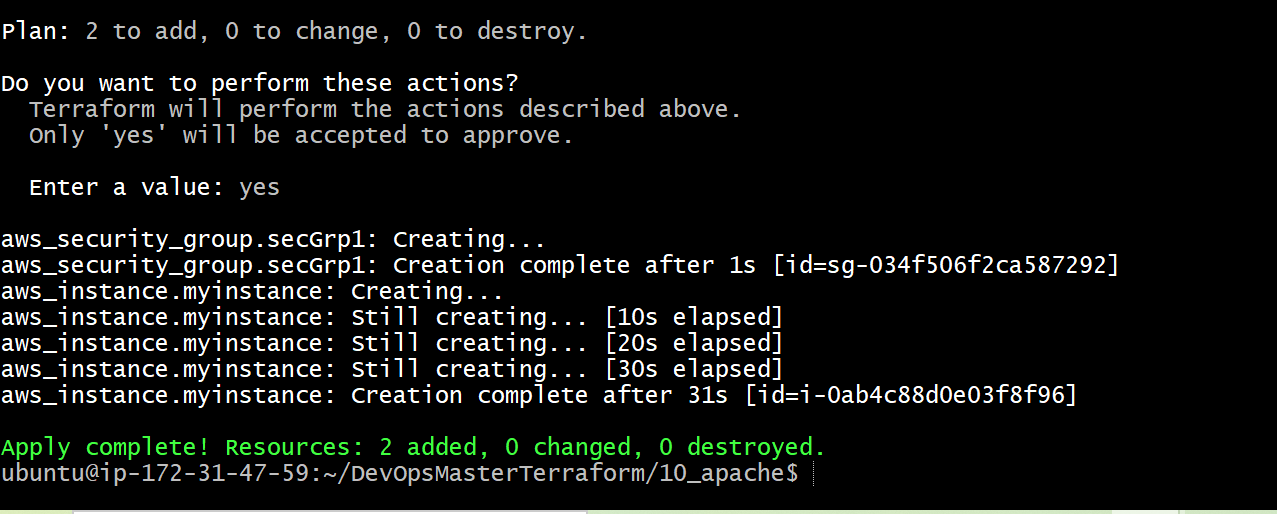 Plan: 2 to add, 0 to change, 0 to destroy.
Do you want to perform these actions?
Terraform will perform the actions described above.
Only 'yes' will be accepted to approve.
Enter a value: yes
aws_security_group.secGrp1: Creating...
aws_security_group.secGrp1: Creation complete after 1s [id=sg-034f506f2ca587292]
aws_instance.myinstance: Creating...
aws_instance.myinstance: Still creating... [10s elapsed]
aws_instance.myinstance: Still creating... [20s elapsed]
aws_instance.myinstance: Still creating... [30s elapsed]
aws_instance.myinstance: Creation complete after 31s [id=i-0ab4c88d0e03f8f96]
Apply complete! Resources: 2 added, 0 changed, 0 destroyed.
ubuntu@ip-172-31-47-59:~/DevOpsMasterTerraform/10_apache$